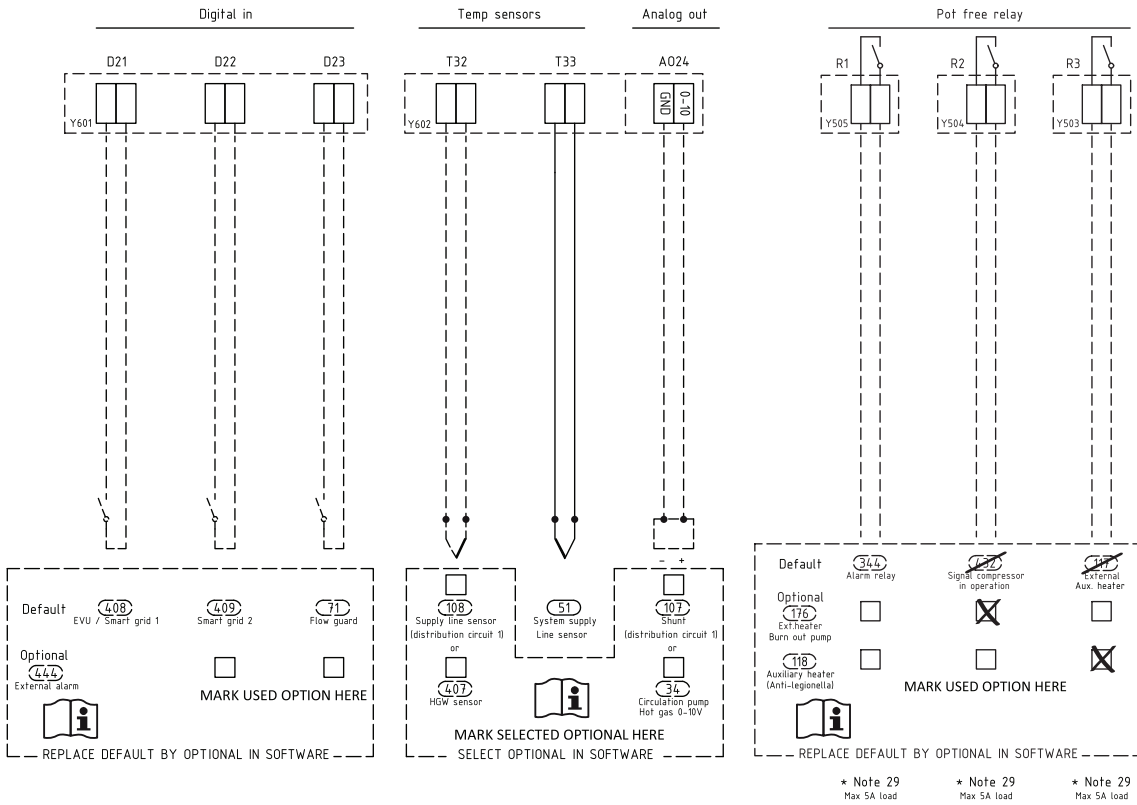 Digital in
Temp sensors
Analog out
Pot free relay
D21
D22
D23
T32
T33
AO24
R1
R2
R3
GND
0-10
Y601
Y602
Y505
Y504
Y503
- +
Default
408
EVU / Smart grid 1
409
Smart grid 2
71
Flow guard
Optional
444
External alarm
MARK USED OPTION HERE
i
REPLACE DEFAULT BY OPTIONAL IN SOFTWARE
108
Supply line sensor
(distribution circuit 1)
or
407
HGW sensor
51
System supply
Line sensor
i
107
Shunt
(distribution circuit 1)
or
34
Circulation pump
Hot gas 0-10V
MARK SELECTED OPTIONAL HERE
SELECT OPTIONAL IN SOFTWARE
Default
344
Alarm relay
432
Signal compressor
in operation
117
External
Aux. heater
Optional
176
Ext.heater
Burn out pump
X
118
Auxiliary heater
(Anti-legionella)
X
MARK USED OPTION HERE
i
REPLACE DEFAULT BY OPTIONAL IN SOFTWARE
* Note 29
Max 5A load
* Note 29
Max 5A load
* Note 29
Max 5A load